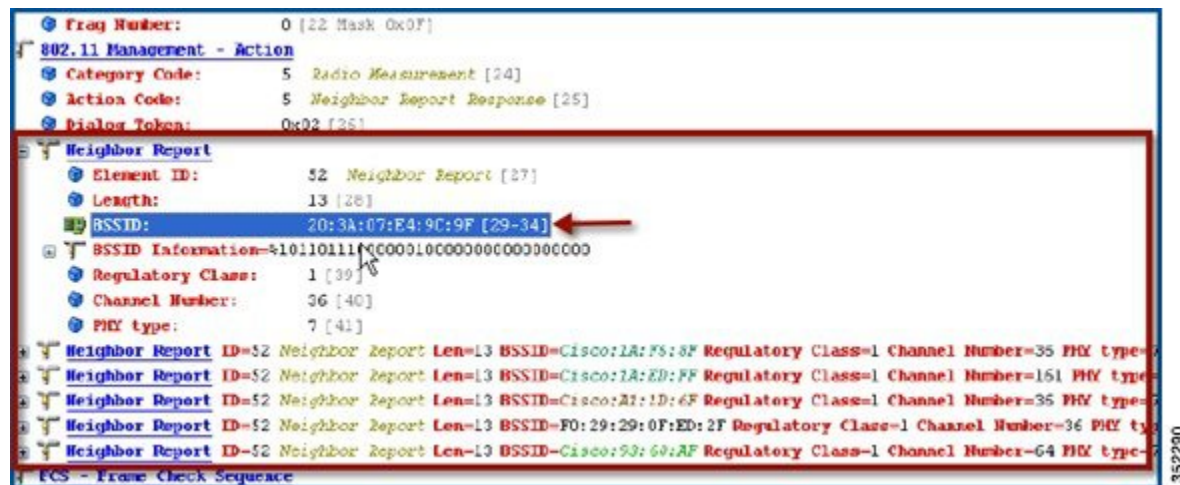 Frag Number: 0 [22 Mask 0x0F]
802.11 Management - Action
Category Code: 5 Radio Measurement [24]
Action Code: 5 Neighbor Report Response [25]
Dialog Token: 0x02 [26]
Neighbor Report
Element ID: 52 Neighbor Report [27]
Length: 13 [28]
BSSID: 20:3A:07:E4:9C:9F [29-34]
BSSID Information=
Regulatory Class: 1 [39]
Channel Number: 36 [40]
PHY type: 7 [41]
Neighbor Report ID=52 Neighbor Report Len=13 BSSID=Cisco:1A:F6:8F Regulatory Class=1 Channel Number=36 PHY type=7
Neighbor Report ID=52 Neighbor Report Len=13 BSSID=Cisco:1A:ED:FF Regulatory Class=1 Channel Number=161 PHY type=
Neighbor Report ID=52 Neighbor Report Len=13 BSSID=Cisco:A1:1D:6F Regulatory Class=1 Channel Number=36 PHY type=7
Neighbor Report ID=52 Neighbor Report Len=13 BSSID=F0:29:29:0F:ED:2F Regulatory Class=1 Channel Number=36 PHY ty
Neighbor Report ID=52 Neighbor Report Len=13 BSSID=Cisco:93:60:AF Regulatory Class=1 Channel Number=64 PHY type=7
FCS - Frame Check Sequence
352290